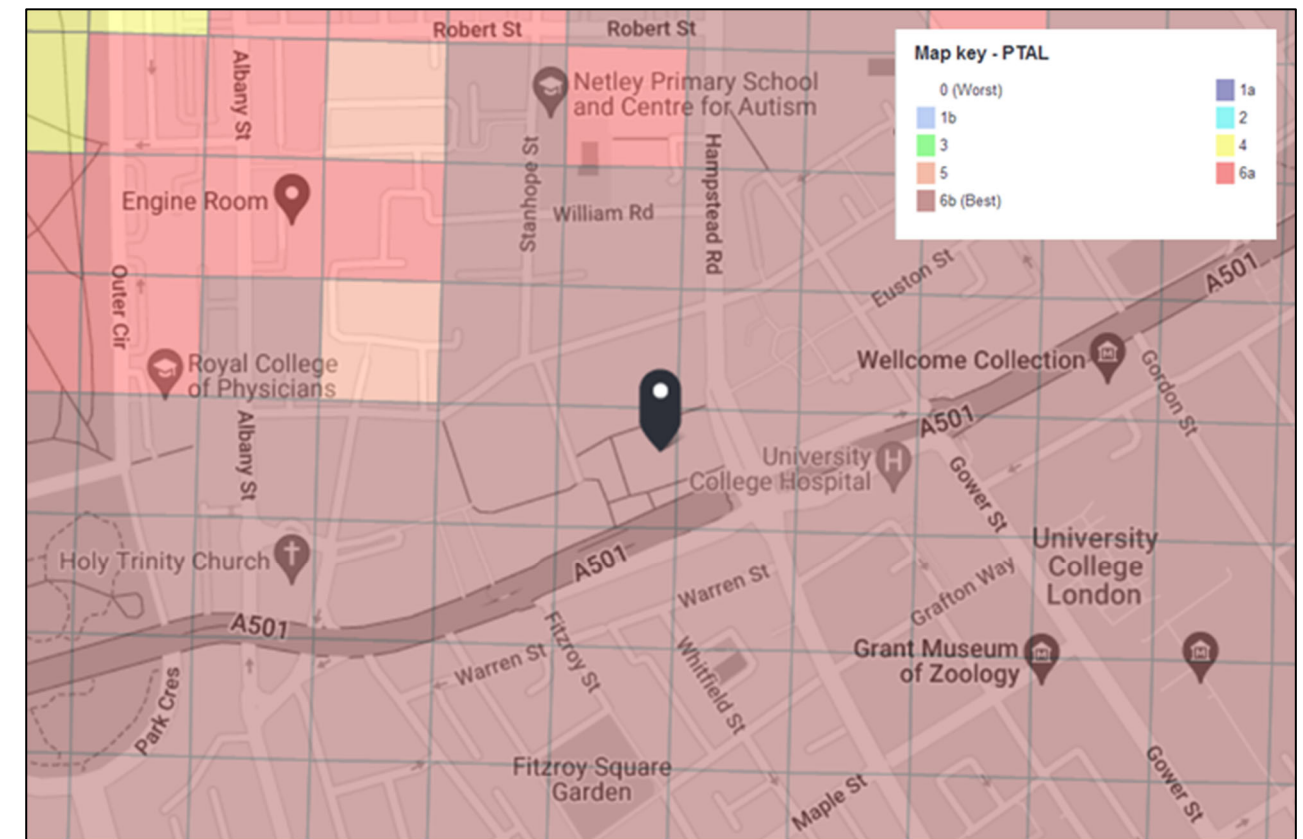 Robert St
Robert St
Map key - PTAL
0 (Worst)
1a
1b
2
3
4
5
6a
6b (Best)
Albany St
Netley Primary School
and Centre for Autism
Stanhope St
Hampstead Rd
Engine Room
William Rd
Outer Cir
Euston St
A501
Royal College
of Physicians
Wellcome Collection
Gordon St
Albany St
A501
University
College Hospital
H
Gower St
Holy Trinity Church
A501
University
College
London
Warren St
Grafton Way
A501
Fitzroy St
Warren St
Whitfield St
Grant Museum
of Zoology
Park Cres
Fitzroy Square
Garden
Maple St
Gower St